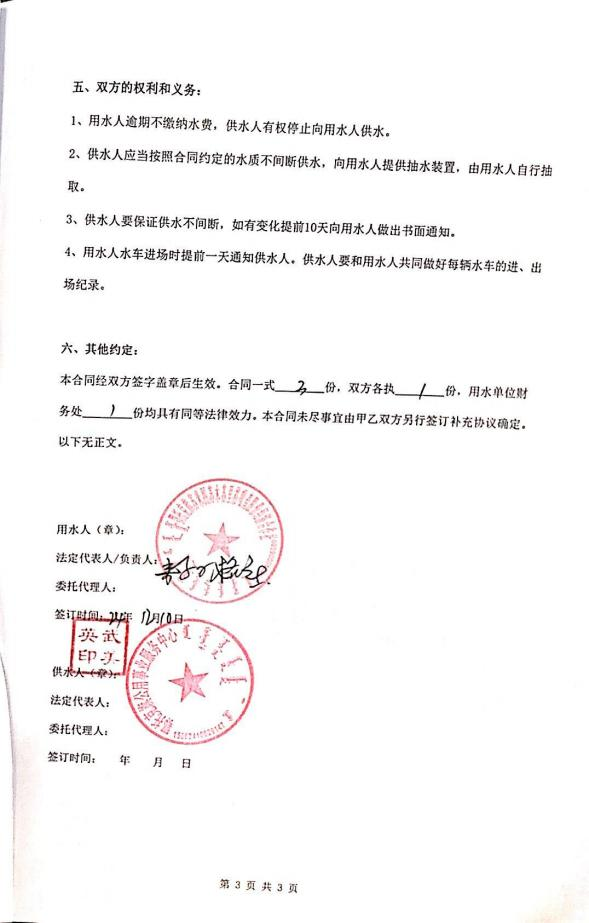 五、双方的权利和义务：
1、用水人逾期不缴纳水费，供水人有权停止向用水人供水。
2、供水人应当按照合同约定的水质不间断供水，向用水人提供抽水装置，由用水人自行抽
取。
3、供水人要保证供水不间断，如有变化提前10天向用水人做出书面通知。
4、用水人水车进场时提前一天通知供水人。供水人要和用水人共同做好每辆水车的进、出
场纪录。
六、其他约定：
本合同经双方签字盖章后生效。合同一式 3 份，双方各执 1 份，用水单位财
务处 1 份均具有同等法律效力。本合同未尽事宜由甲乙双方另行签订补充协议确定。
以下无正文。
用水人（章）：
法定代表人/负责人：
委托代理人：
签订时间：24年 12月10日
英武
印美
供水人（章）：
公用事业服务中心
法定代表人：
委托代理人：
签订时间： 年 月 日
第 3 页 共 3 页